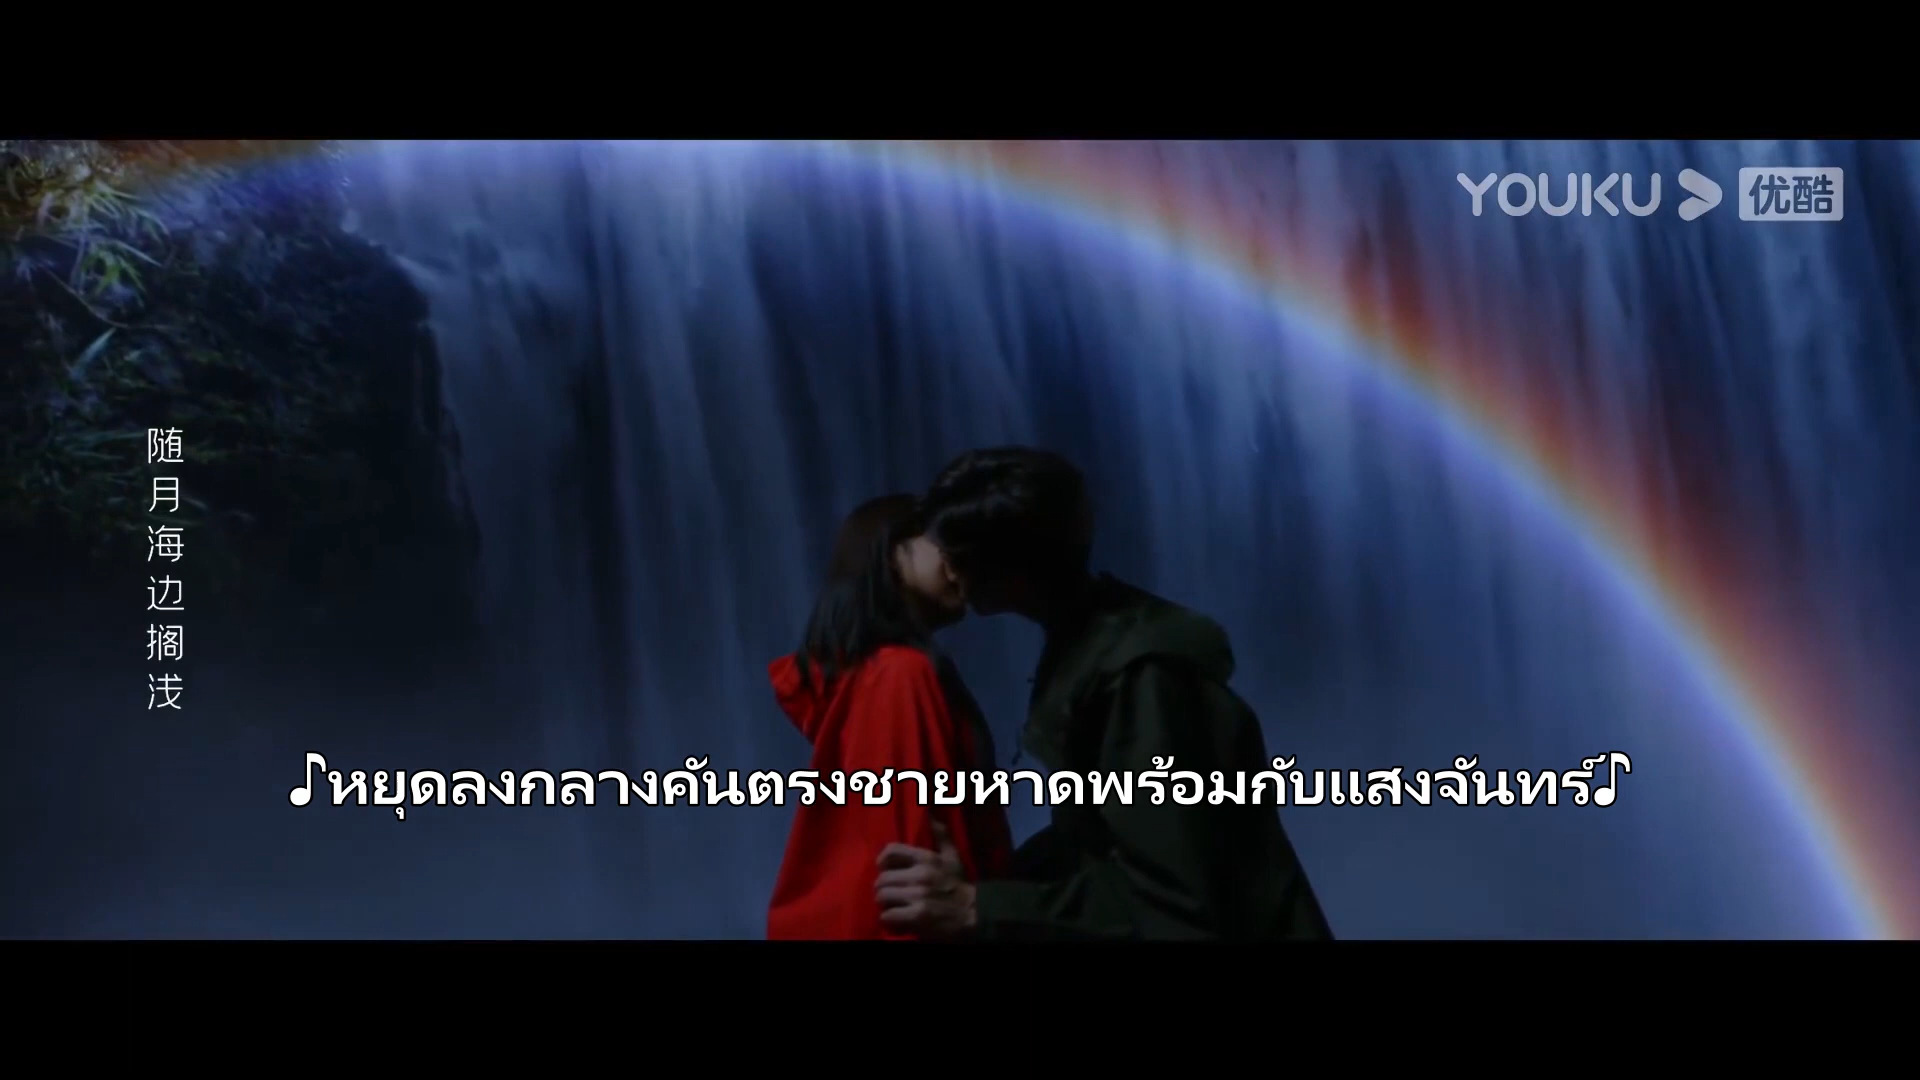 YOUKU 优酷
随月海边搁浅
♪หยุดลงกลางคันตรงชายหาดพร้อมกับแสงจันทร์♪